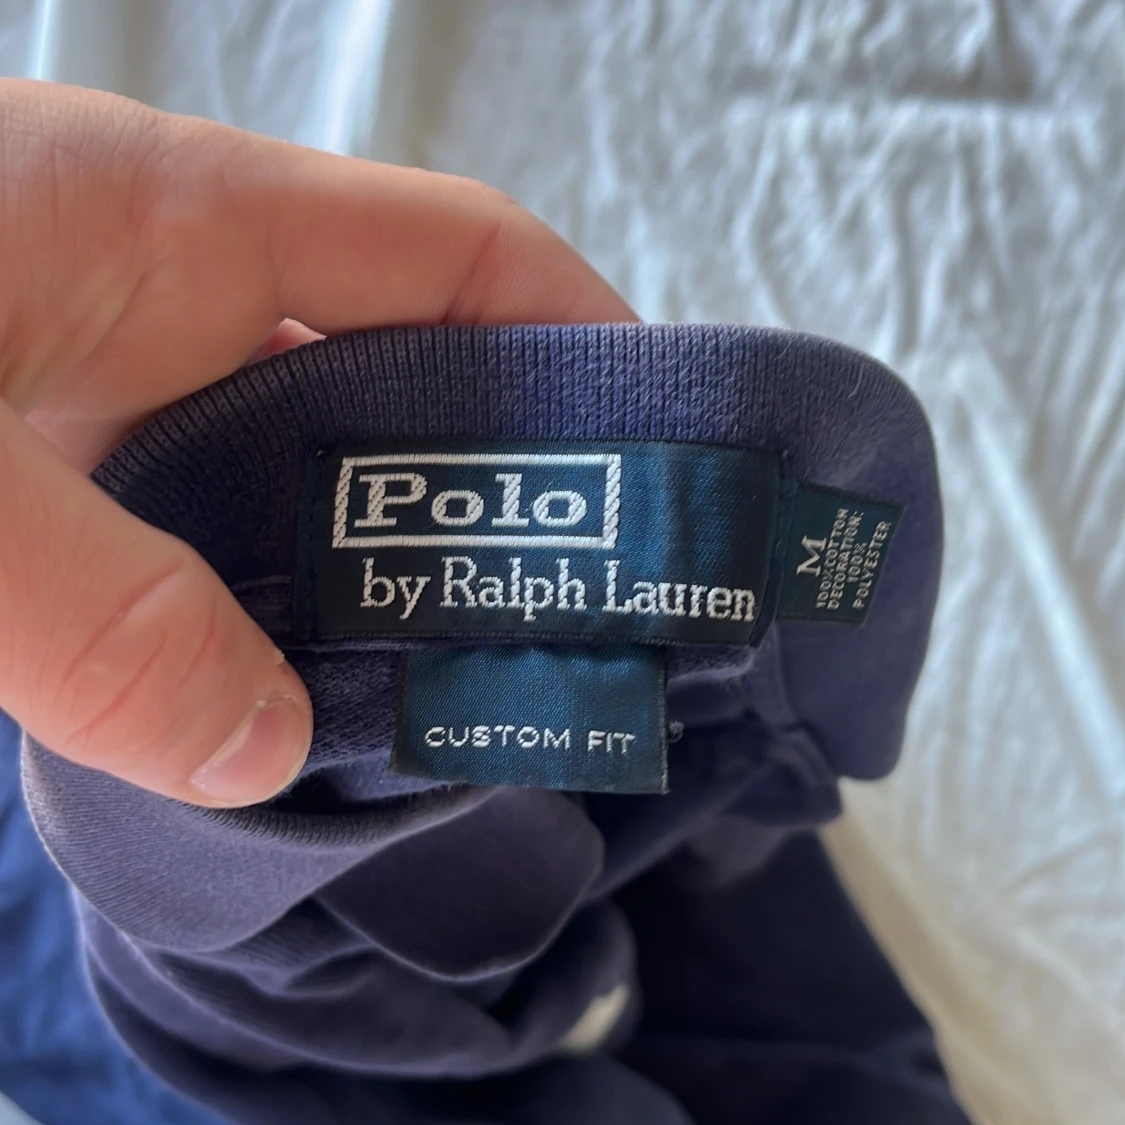 Polo
by Ralph Lauren
M
100% COTTON
DECORATION:
100%
POLYESTER
CUSTOM FIT